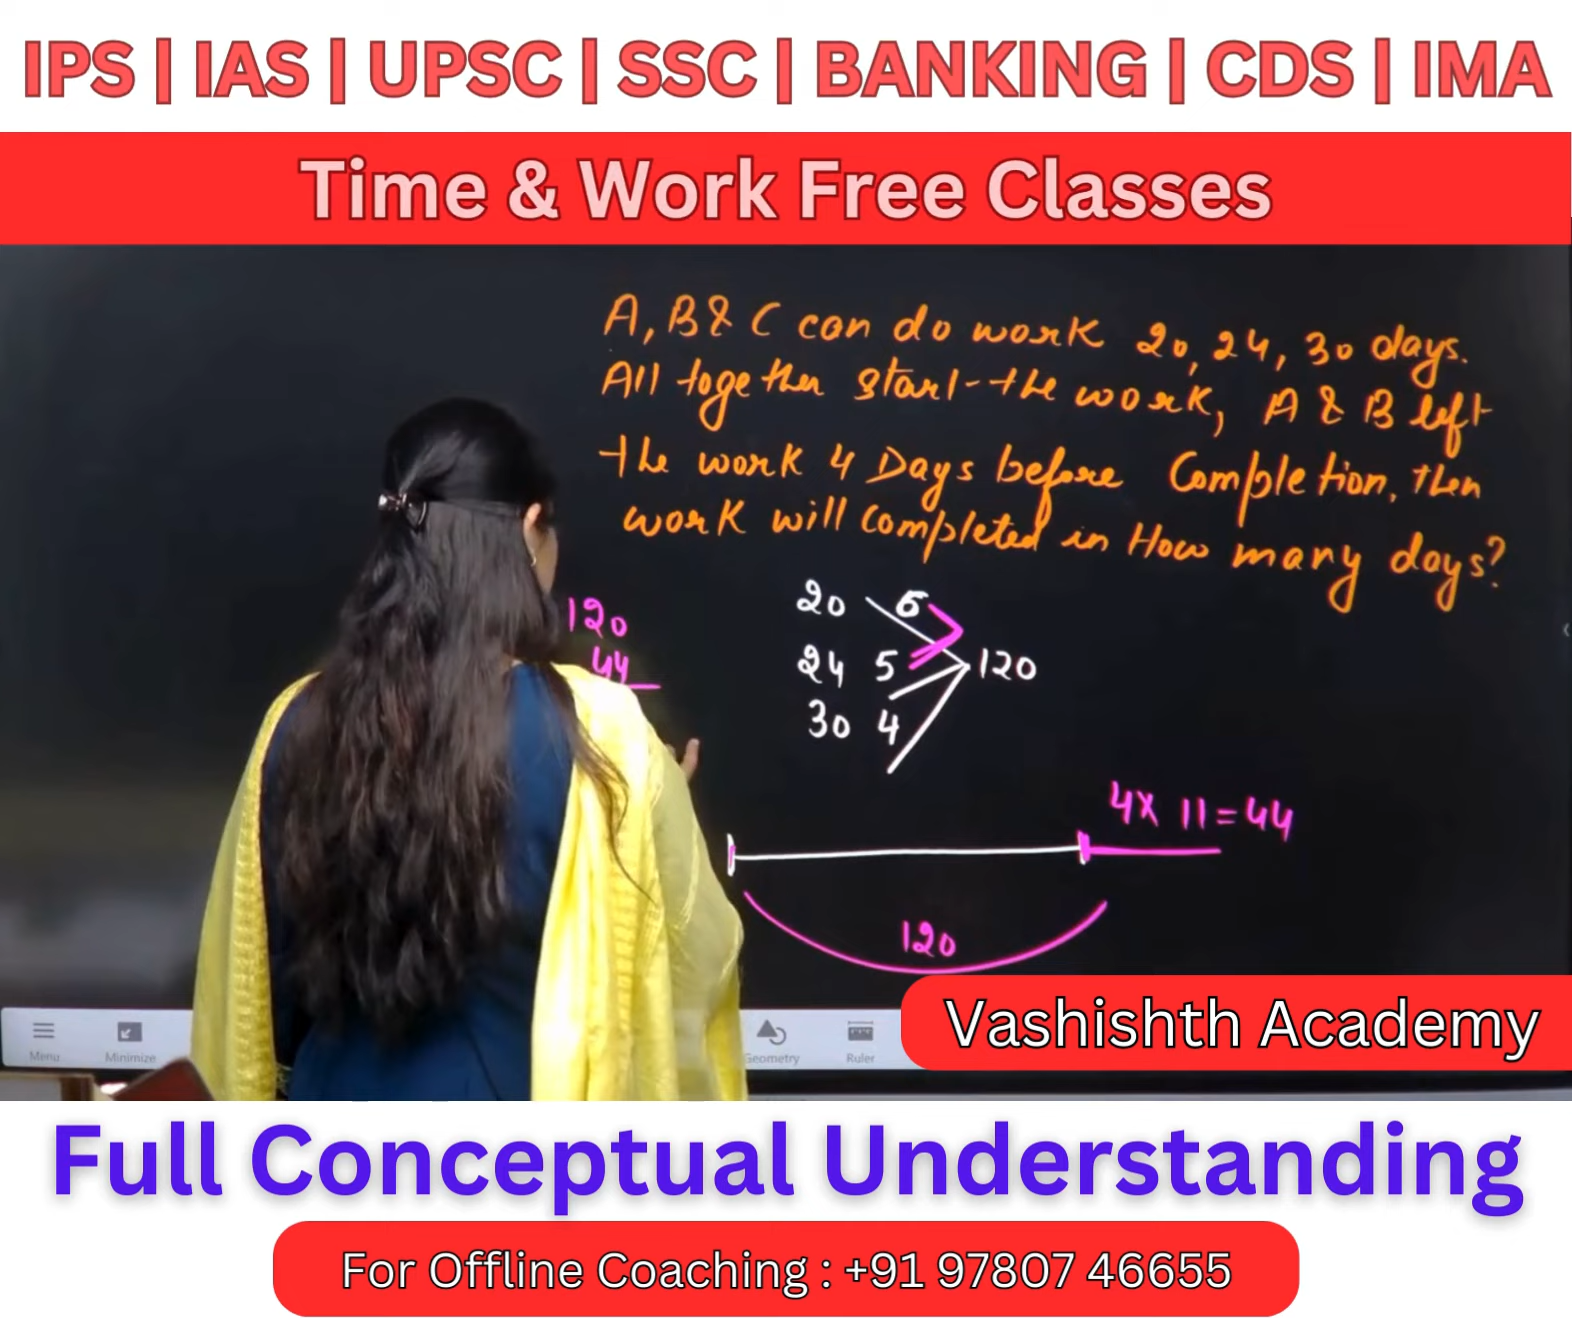 IPS | IAS | UPSC | SSC | BANKING | CDS | IMA
Time & Work Free Classes
A, B & C can do work 20, 24, 30 days.
All together start the work, A & B left
the work 4 Days before Completion, then
work will completed in How many days?
120
44
20 6
24 5 120
30 4
4x 11=44
120
Menu Minimize Geometry Ruler
Vashishth Academy
Full Conceptual Understanding
For Offline Coaching : +91 97807 46655